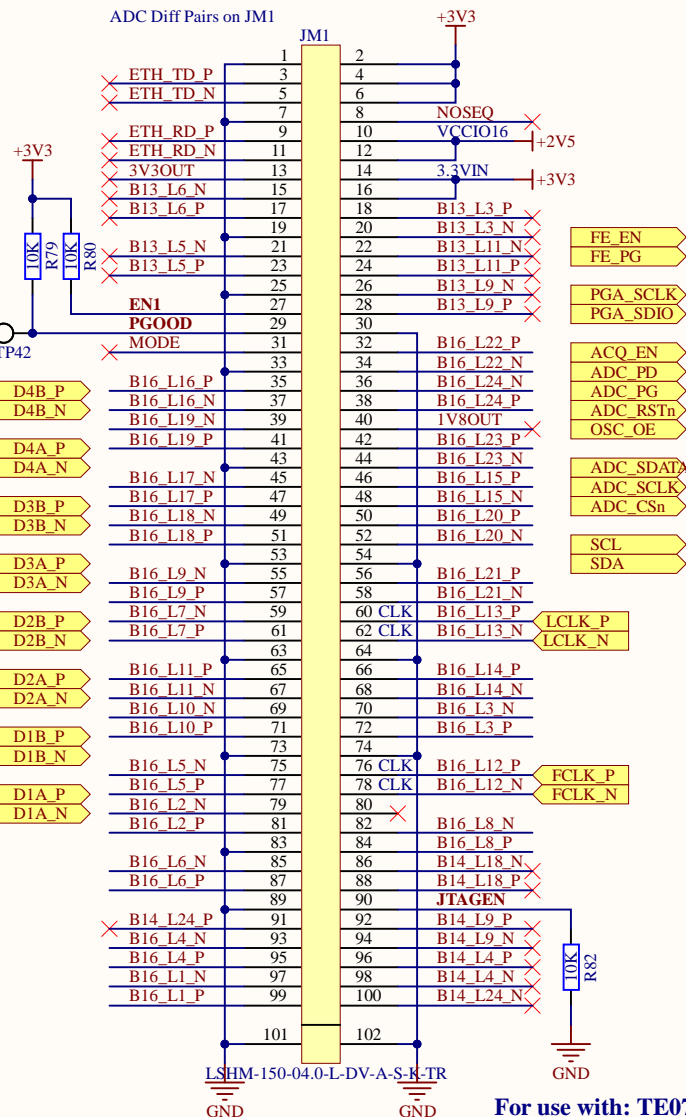 ADC Diff Pairs on JM1
+3V3
JM1
1 2
ETH_TD_P 3 4
ETH_TD_N 5 6
7 8 NOSEQ
ETH_RD_P 9 10 VCCIO16 +2V5
ETH_RD_N 11 12
+3V3
3V3OUT 13 14 3.3VIN +3V3
B13_L6_N 15 16
B13_L6_P 17 18 B13_L3_P
19 20 B13_L3_N
B13_L5_N 21 22 B13_L11_N
B13_L5_P 23 24 B13_L11_P
25 26 B13_L9_N
EN1 27 28 B13_L9_P
PGOOD 29 30
MODE 31 32 B16_L22_P
33 34 B16_L22_N
B16_L16_P 35 36 B16_L24_N
B16_L16_N 37 38 B16_L24_P
B16_L19_N 39 40 1V8OUT
B16_L19_P 41 42 B16_L23_P
43 44 B16_L23_N
B16_L17_N 45 46 B16_L15_P
B16_L17_P 47 48 B16_L15_N
B16_L18_N 49 50 B16_L20_P
B16_L18_P 51 52 B16_L20_N
53 54
B16_L9_N 55 56 B16_L21_P
B16_L9_P 57 58 B16_L21_N
B16_L7_N 59 60 CLK B16_L13_P LCLK_P
B16_L7_P 61 62 CLK B16_L13_N LCLK_N
63 64
B16_L11_P 65 66 B16_L14_P
B16_L11_N 67 68 B16_L14_N
B16_L10_N 69 70 B16_L3_N
B16_L10_P 71 72 B16_L3_P
73 74
B16_L5_N 75 76 CLK B16_L12_P FCLK_P
B16_L5_P 77 78 CLK B16_L12_N FCLK_N
B16_L2_N 79 80
B16_L2_P 81 82 B16_L8_N
83 84 B16_L8_P
B16_L6_N 85 86 B14_L18_N
B16_L6_P 87 88 B14_L18_P
89 90 JTAGEN
B14_L24_P 91 92 B14_L9_P
B16_L4_N 93 94 B14_L9_N
B16_L4_P 95 96 B14_L4_P
B16_L1_N 97 98 B14_L4_N
B16_L1_P 99 100 B14_L24_N
101 102
LSHM-150-04.0-L-DV-A-S-K-TR
GND
GND
GND
10K
R79
10K
R80
TP42
10K
R82
D4B_P
D4B_N
D4A_P
D4A_N
D3B_P
D3B_N
D3A_P
D3A_N
D2B_P
D2B_N
D2A_P
D2A_N
D1B_P
D1B_N
D1A_P
D1A_N
FE_EN
FE_PG
PGA_SCLK
PGA_SDIO
ACQ_EN
ADC_PD
ADC_PG
ADC_RSTn
OSC_OE
ADC_SDATA
ADC_SCLK
ADC_CSn
SCL
SDA
For use with: TE07